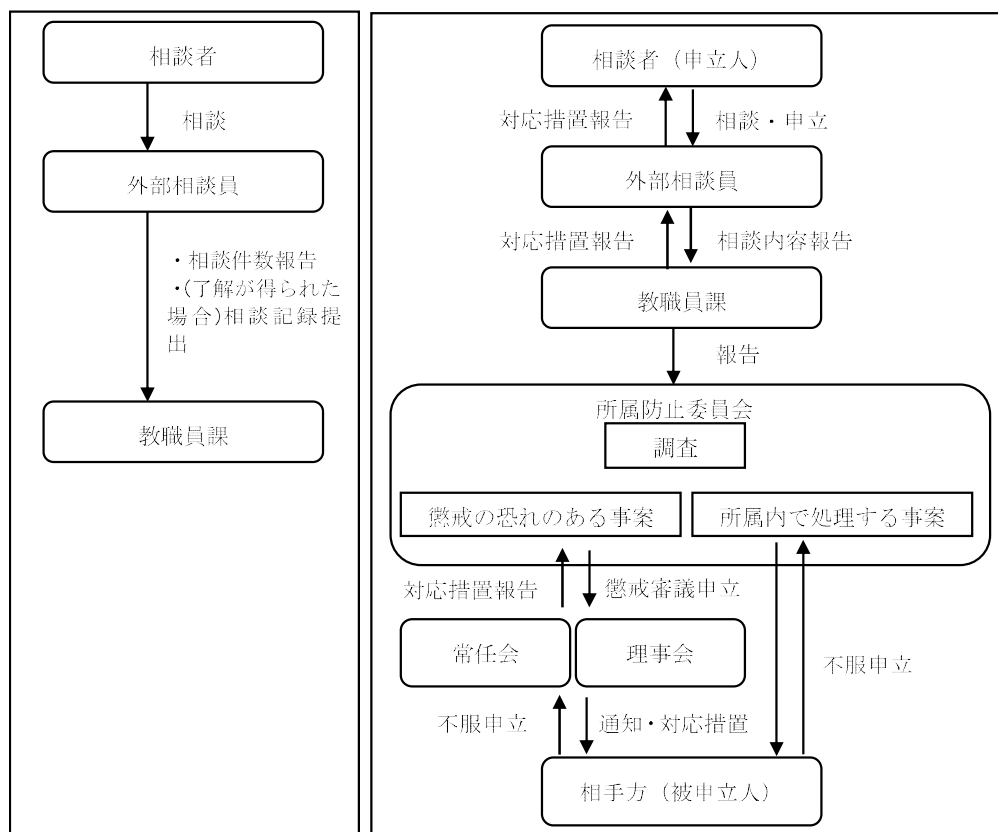 相談者
相談
外部相談員
・相談件数報告
・(了解が得られた
場合)相談記録提
出
教職員課
相談者（申立人）
対応措置報告
相談・申立
外部相談員
対応措置報告
相談内容報告
教職員課
報告
所属防止委員会
調査
懲戒の恐れのある事案
所属内で処理する事案
対応措置報告
懲戒審議申立
常任会
理事会
不服申立
不服申立
通知・対応措置
相手方（被申立人）